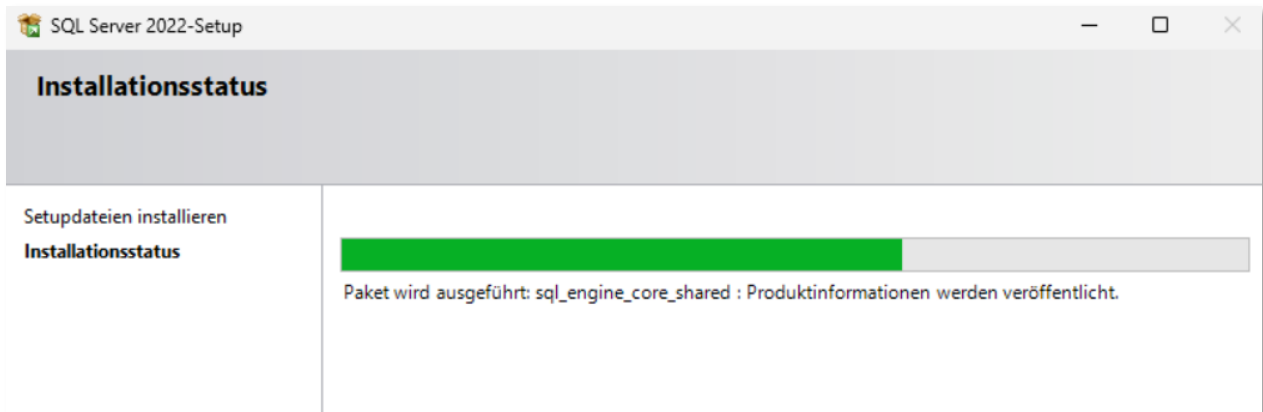 SQL Server 2022-Setup
Installationsstatus
Setupdateien installieren
Installationsstatus
Paket wird ausgeführt: sql_engine_core_shared : Produktinformationen werden veröffentlicht.